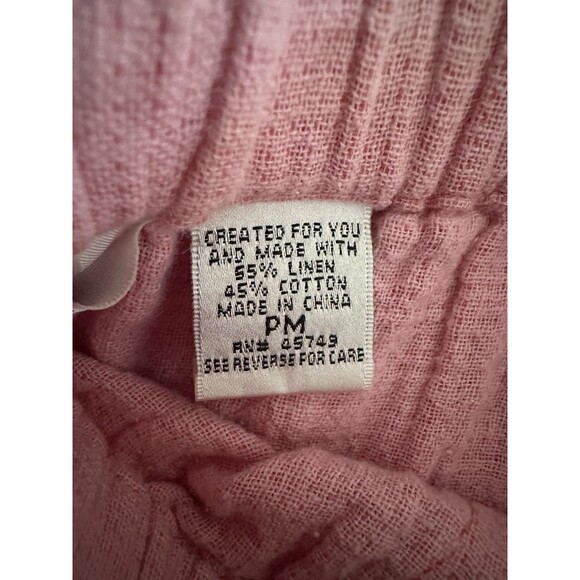 CREATED FOR YOU
AND MADE WITH
55% LINEN
45% COTTON
MADE IN CHINA
PM
RN# 45749
SEE REVERSE FOR CARE